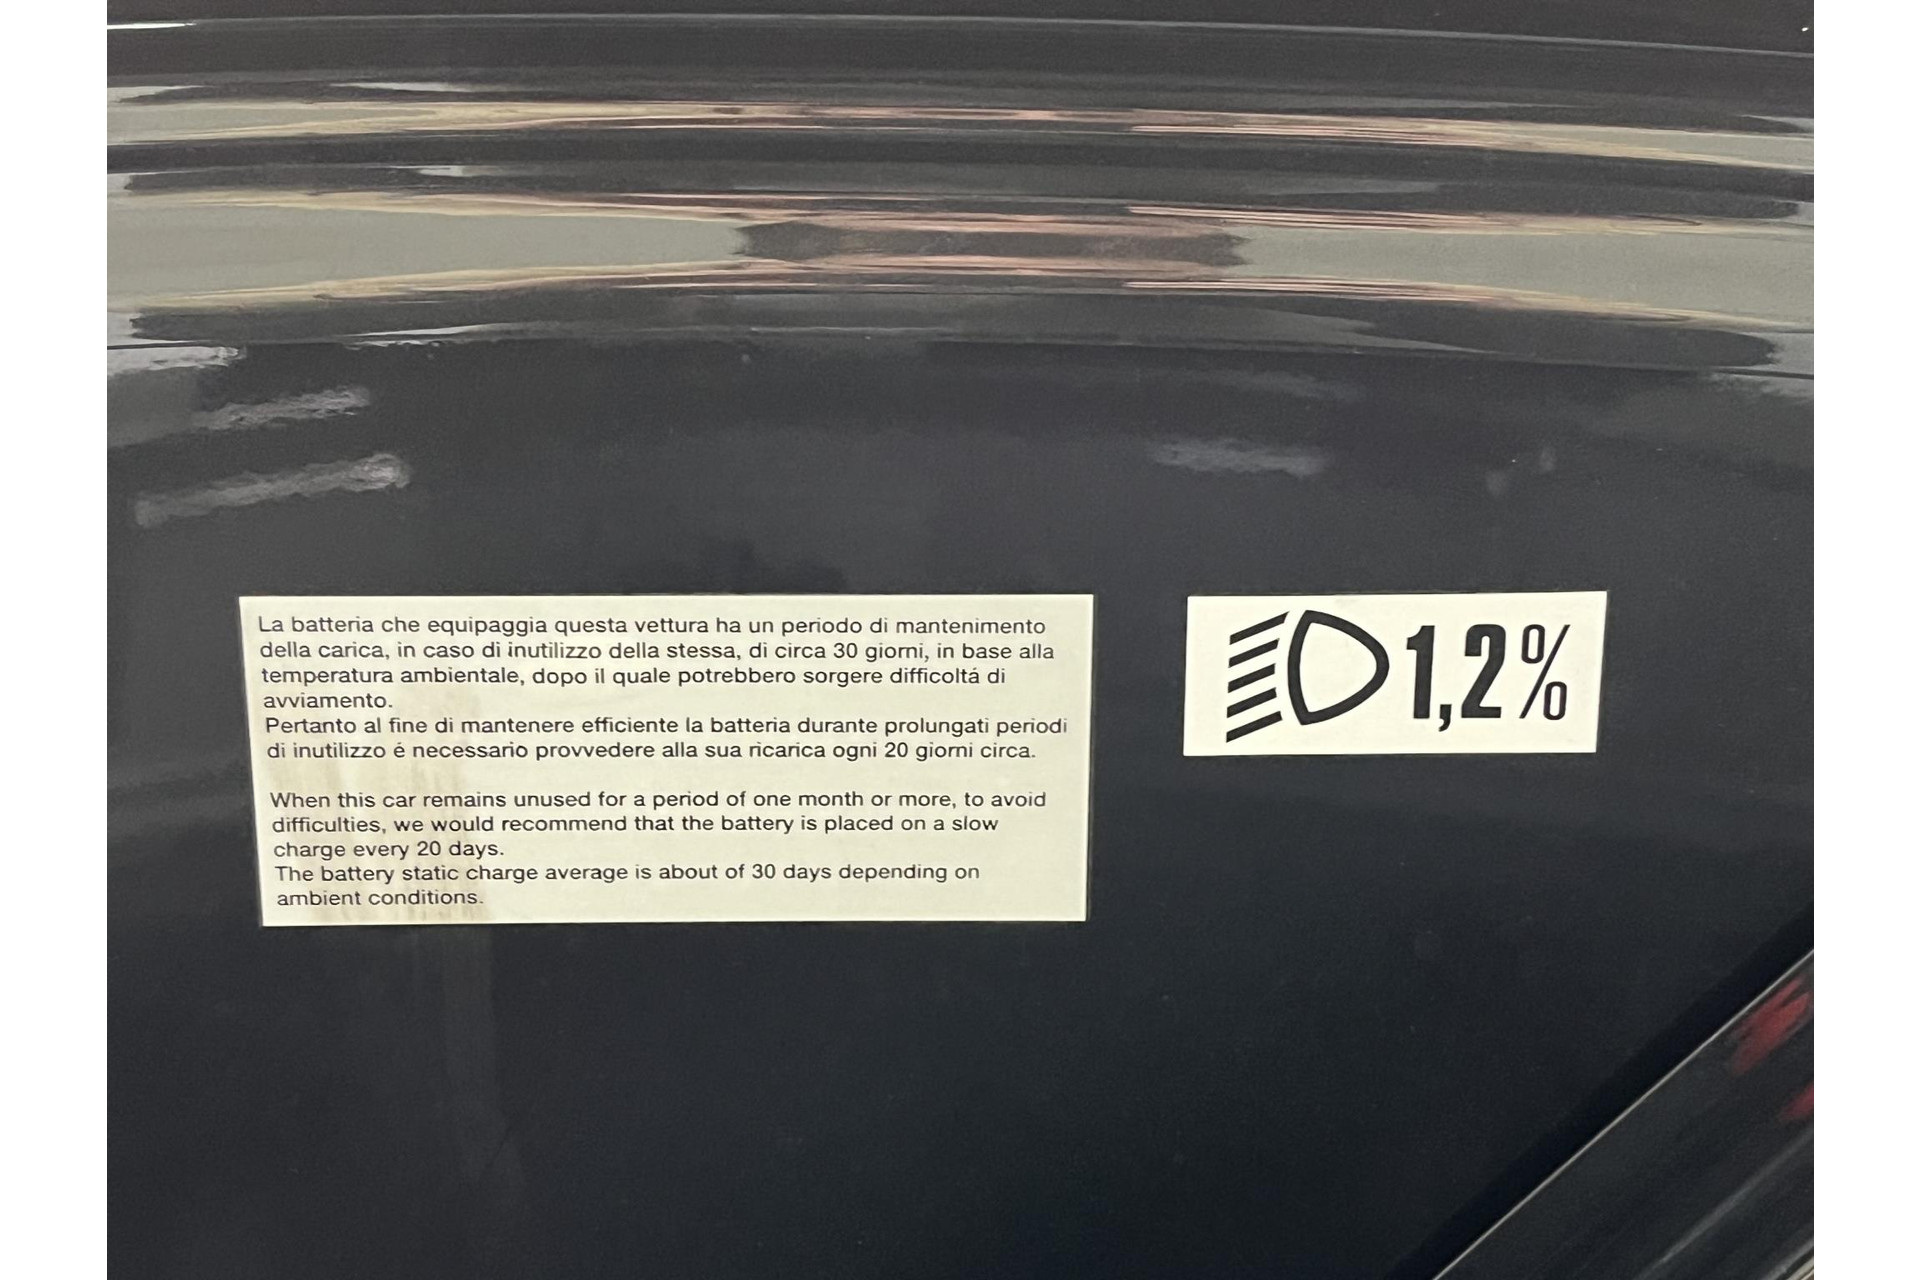 La batteria che equipaggia questa vettura ha un periodo di mantenimento
della carica, in caso di inutilizzo della stessa, di circa 30 giorni, in base alla
temperatura ambientale, dopo il quale potrebbero sorgere difficoltá di
avviamento.
Pertanto al fine di mantenere efficiente la batteria durante prolungati periodi
di inutilizzo é necessario provvedere alla sua ricarica ogni 20 giorni circa.
When this car remains unused for a period of one month or more, to avoid
difficulties, we would recommend that the battery is placed on a slow
charge every 20 days.
The battery static charge average is about of 30 days depending on
ambient conditions.
1,2%